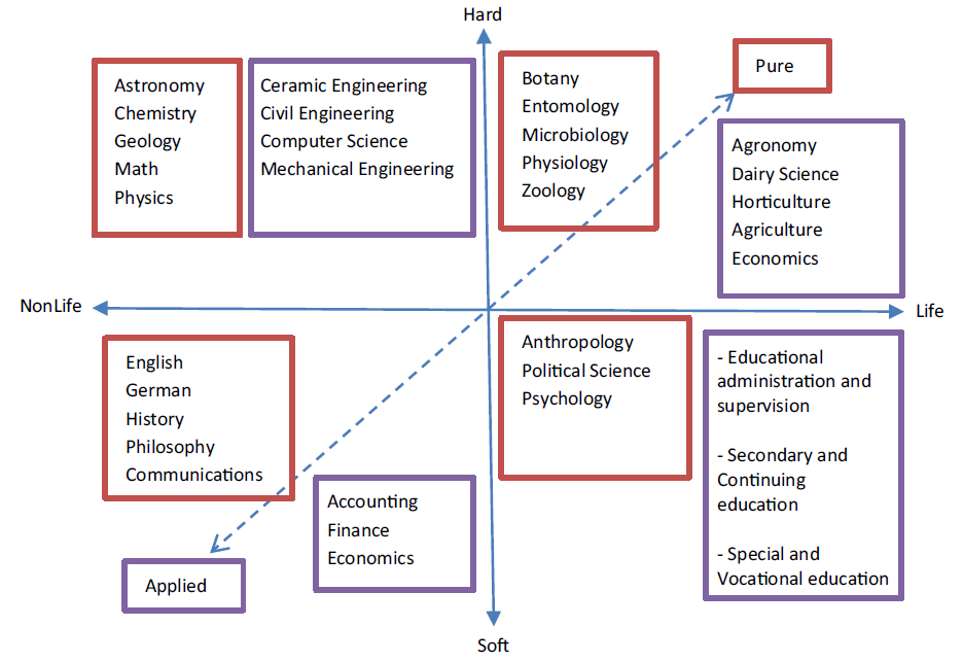 Hard
Astronomy
Chemistry
Geology
Math
Physics
Ceramic Engineering
Civil Engineering
Computer Science
Mechanical Engineering
Botany
Entomology
Microbiology
Physiology
Zoology
Pure
Agronomy
Dairy Science
Horticulture
Agriculture
Economics
NonLife
Life
English
German
History
Philosophy
Communications
Accounting
Finance
Economics
Applied
Anthropology
Political Science
Psychology
- Educational
administration and
supervision
- Secondary and
Continuing
education
- Special and
Vocational education
Soft